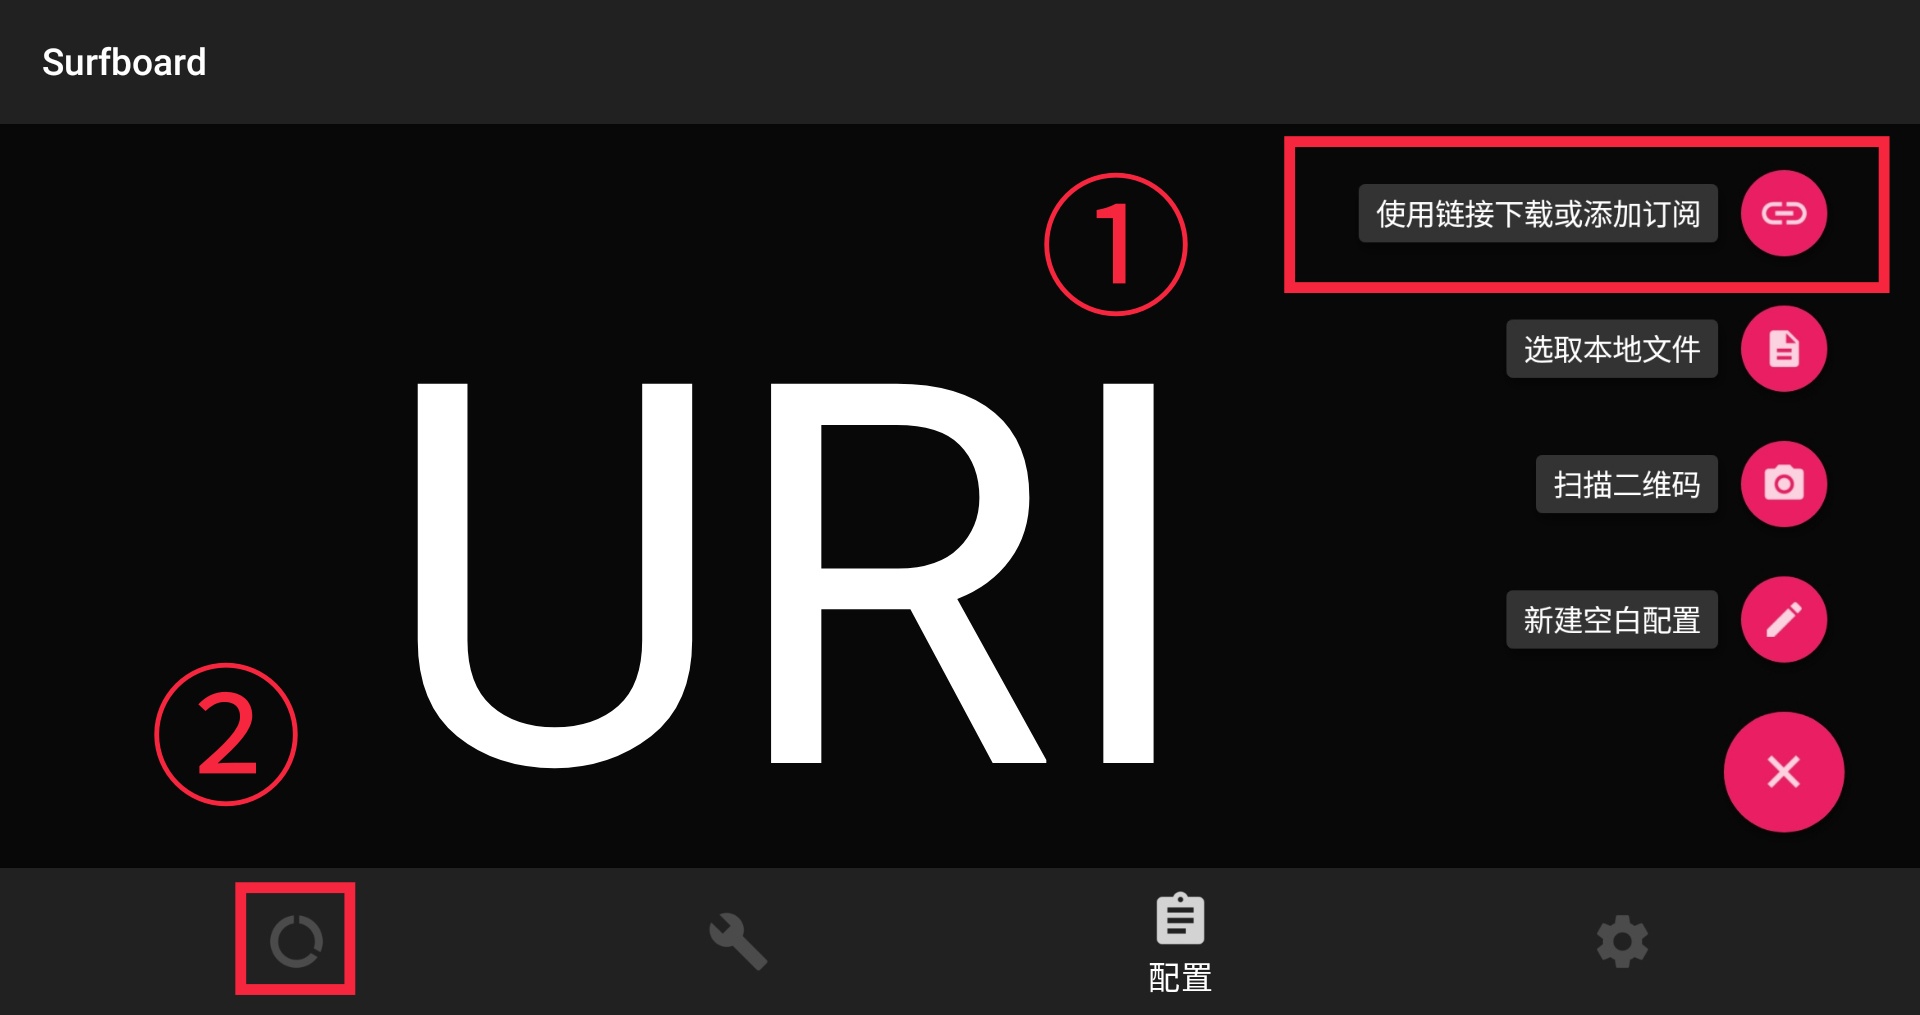 Surfboard
①
使用链接下载或添加订阅
选取本地文件
URI
扫描二维码
新建空白配置
②
配置